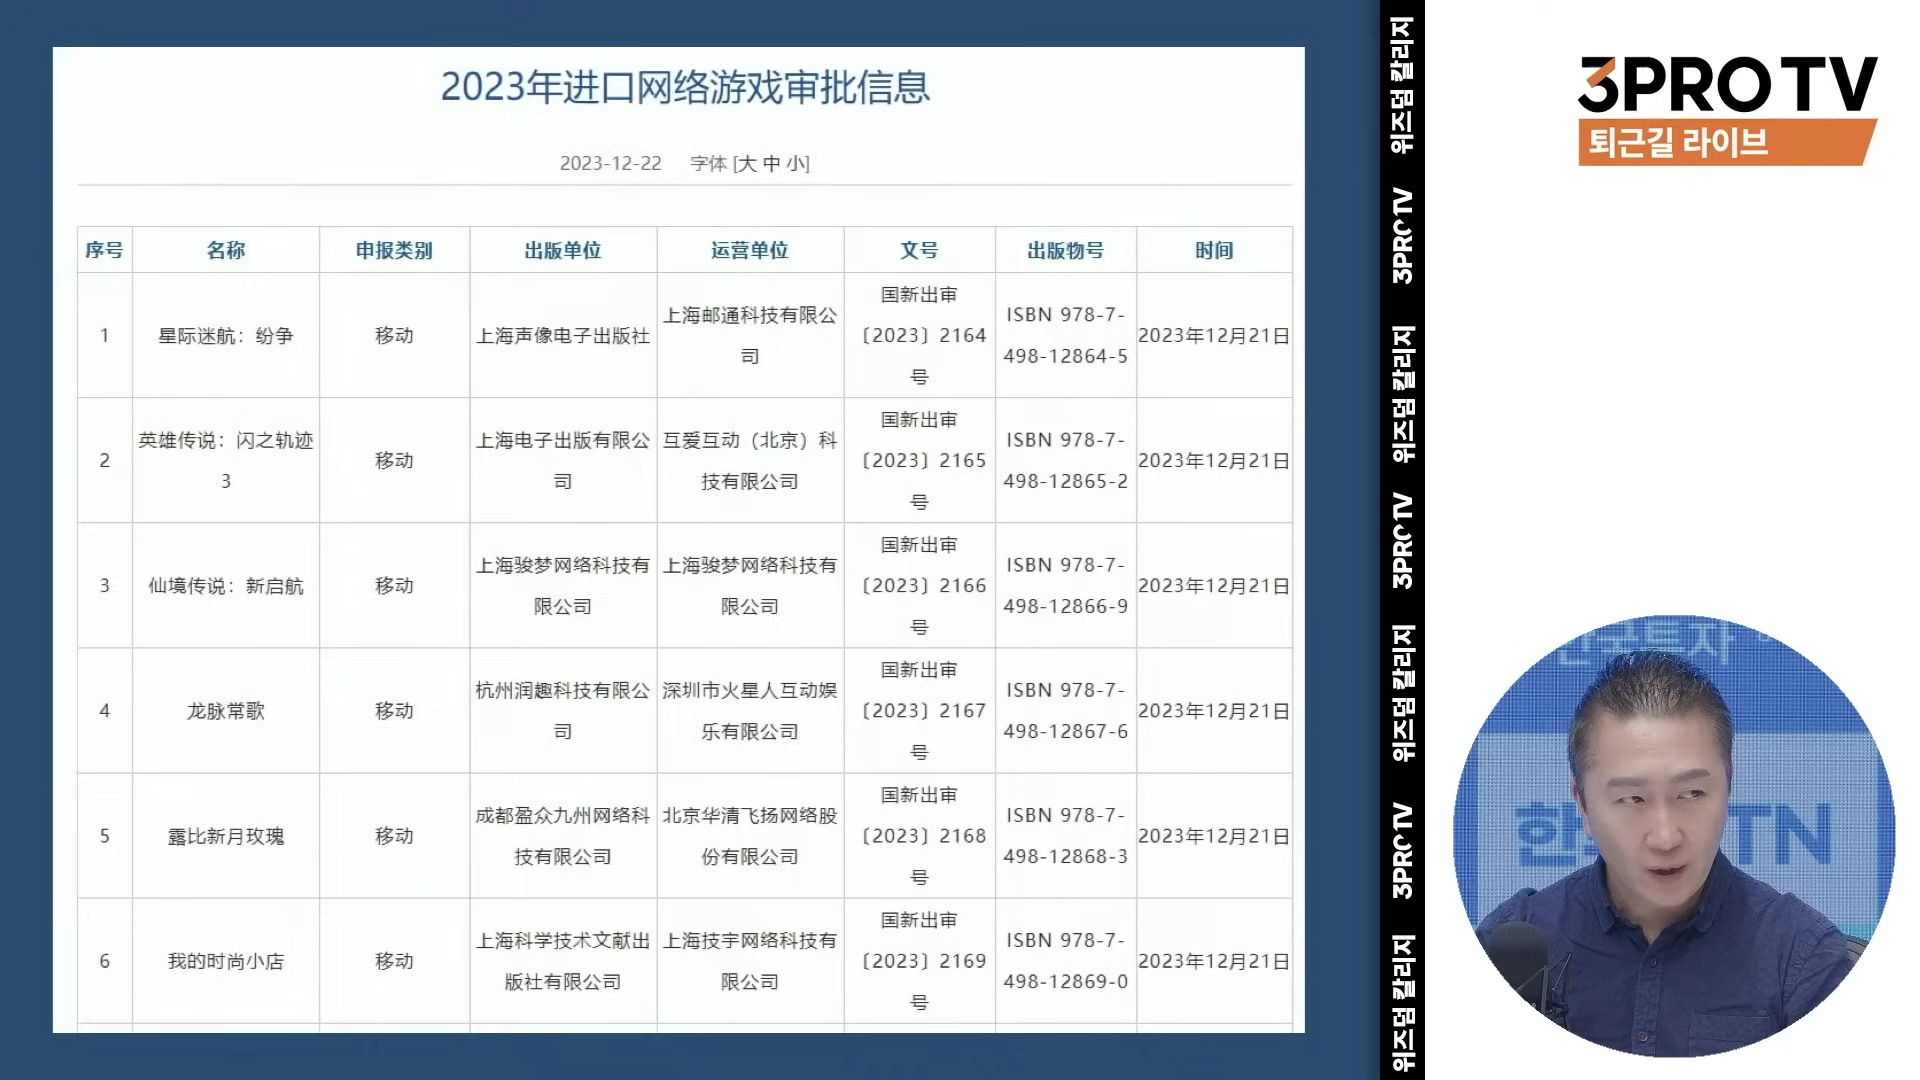 2023年进口网络游戏审批信息
2023-12-22 字体 [大 中 小]
序号 名称 申报类别 出版单位 运营单位 文号 出版物号 时间
1 星际迷航：纷争 移动 上海声像电子出版社 上海邮通科技有限公司 国新出审〔2023〕2164号 ISBN 978-7-498-12864-5 2023年12月21日
2 英雄传说：闪之轨迹3 移动 上海电子出版有限公司 互爱互动（北京）科技有限公司 国新出审〔2023〕2165号 ISBN 978-7-498-12865-2 2023年12月21日
3 仙境传说：新启航 移动 上海骏梦网络科技有限公司 上海骏梦网络科技有限公司 国新出审〔2023〕2166号 ISBN 978-7-498-12866-9 2023年12月21日
4 龙脉常歌 移动 杭州润趣科技有限公司 深圳市火星人互动娱乐有限公司 国新出审〔2023〕2167号 ISBN 978-7-498-12867-6 2023年12月21日
5 露比新月玫瑰 移动 成都盈众九州网络科技有限公司 北京华清飞扬网络股份有限公司 国新出审〔2023〕2168号 ISBN 978-7-498-12868-3 2023年12月21日
6 我的时尚小店 移动 上海科学技术文献出版社有限公司 上海技宇网络科技有限公司 国新出审〔2023〕2169号 ISBN 978-7-498-12869-0 2023年12月21日
위즈덤 칼리지
3PROTV
위즈덤 칼리지
3PROTV
위즈덤 칼리지
3PROTV
위즈덤 칼리지
3PROTV
퇴근길 라이브
한국투자